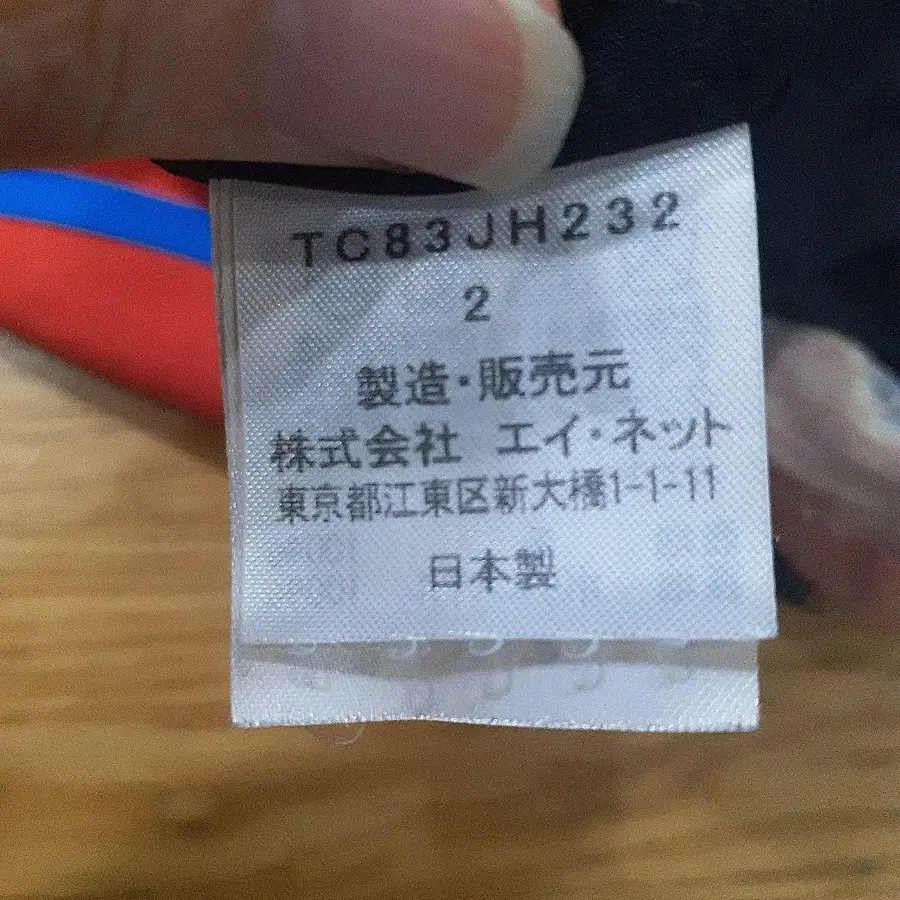 TC83JH232
2
製造・販売元
株式会社 エイ・ネット
東京都江東区新大橋1-1-11
日本製